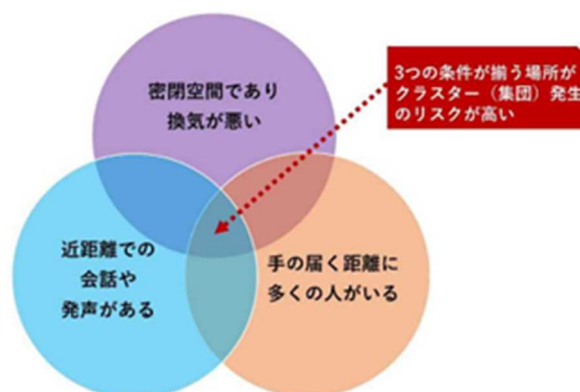 密閉空間であり
換気が悪い
3つの条件が揃う場所が
クラスター（集団）発生
のリスクが高い
近距離での
会話や
発声がある
手の届く距離に
多くの人がいる